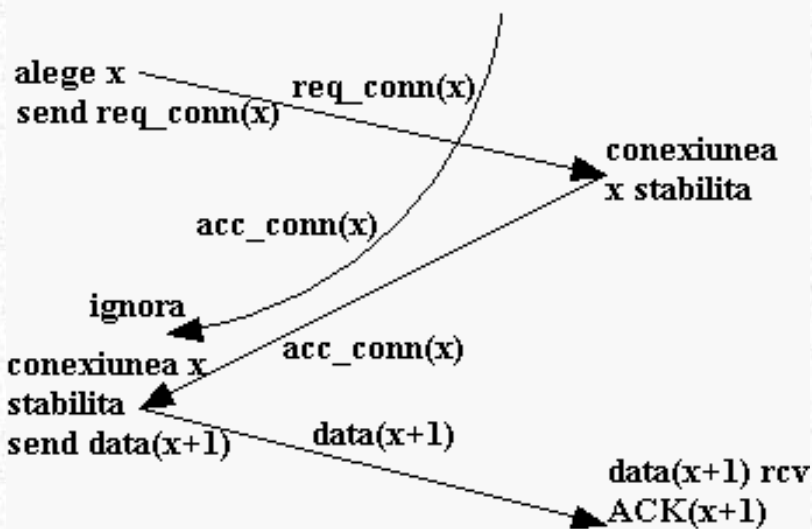 alege x
send req_conn(x)
req_conn(x)
conexiunea
x stabilita
acc_conn(x)
ignora
acc_conn(x)
conexiunea x
stabilita
send data(x+1)
data(x+1)
data(x+1) rcv
ACK(x+1)